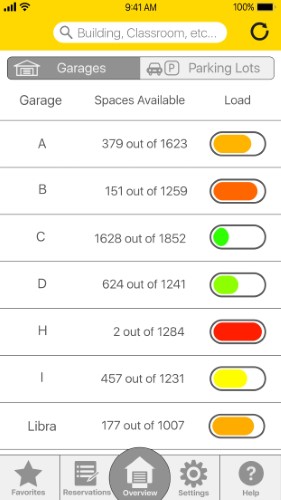 9:41 AM 100%
Building, Classroom, etc...
Garages P Parking Lots
Garage Spaces Available Load
A 379 out of 1623
B 151 out of 1259
C 1628 out of 1852
D 624 out of 1241
H 2 out of 1284
I 457 out of 1231
Libra 177 out of 1007
Favorites Reservations Overview Settings ? Help